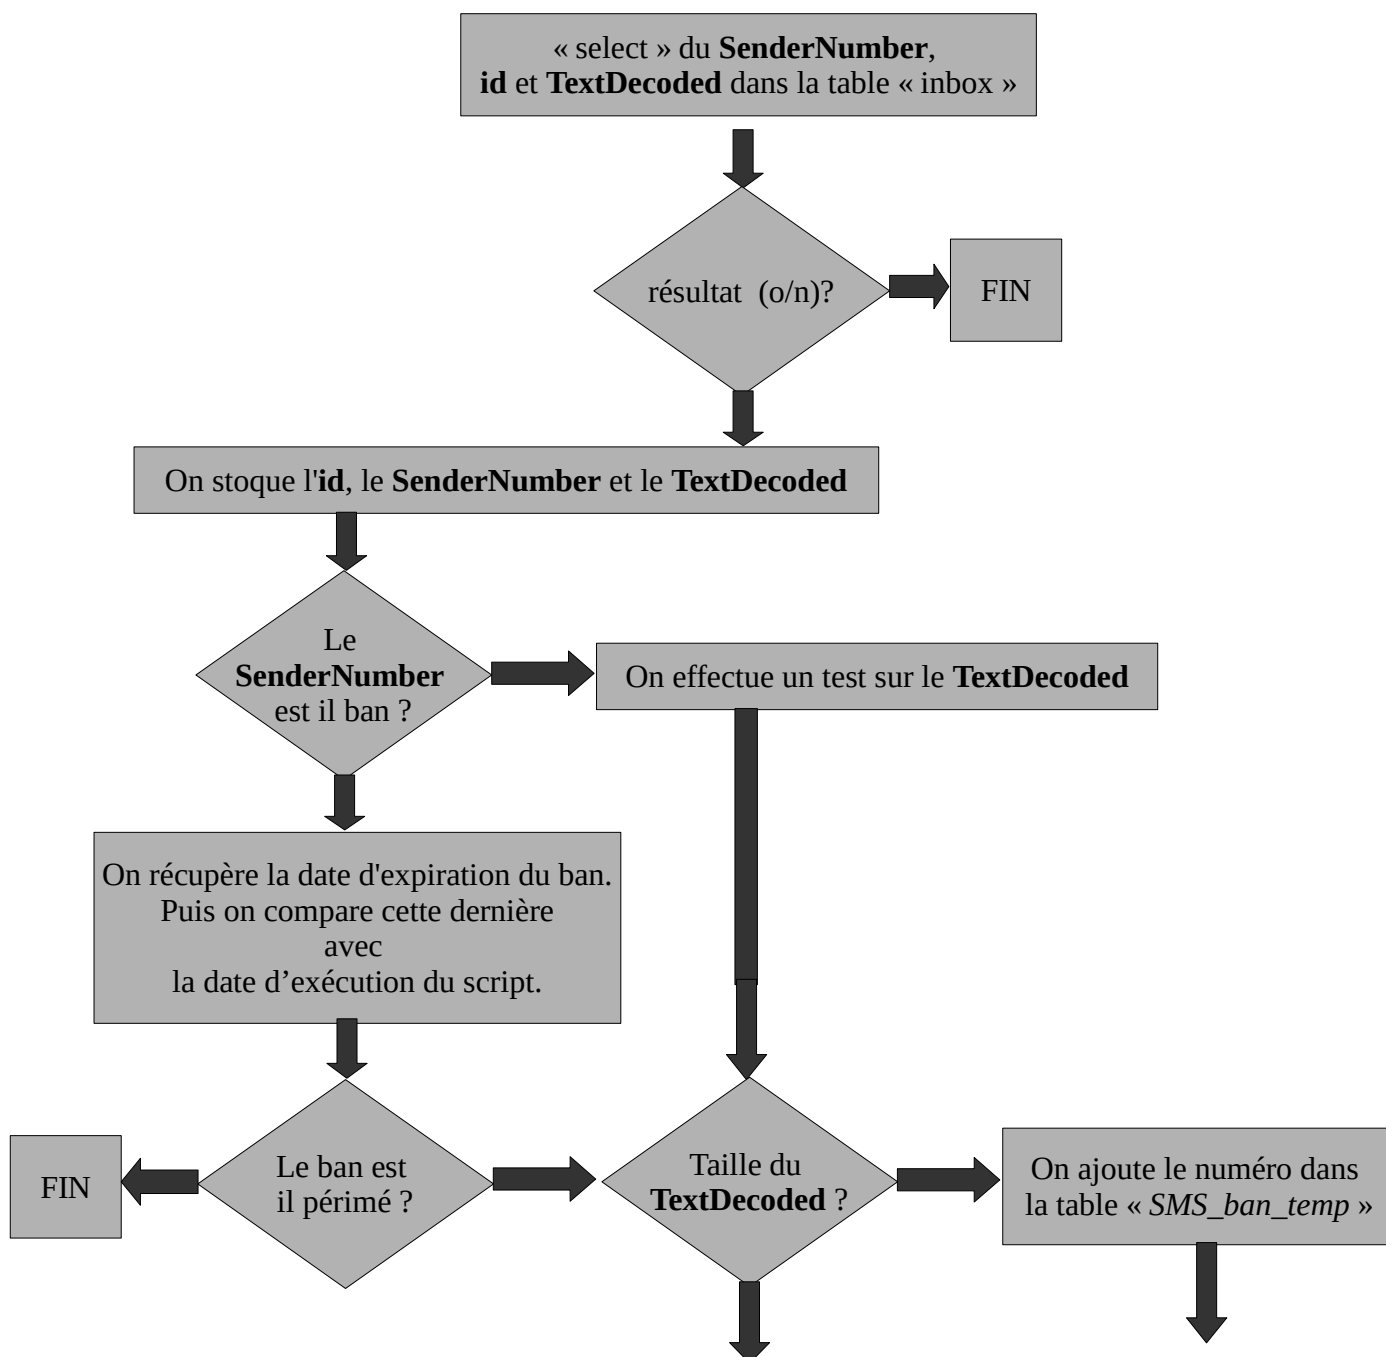 « select » du SenderNumber,
id et TextDecoded dans la table « inbox »
résultat (o/n)?
FIN
On stoque l'id, le SenderNumber et le TextDecoded
Le
SenderNumber
est il ban ?
On effectue un test sur le TextDecoded
On récupère la date d'expiration du ban.
Puis on compare cette dernière
avec
la date d’exécution du script.
FIN
Le ban est
il périmé ?
Taille du
TextDecoded ?
On ajoute le numéro dans
la table « SMS_ban_temp »